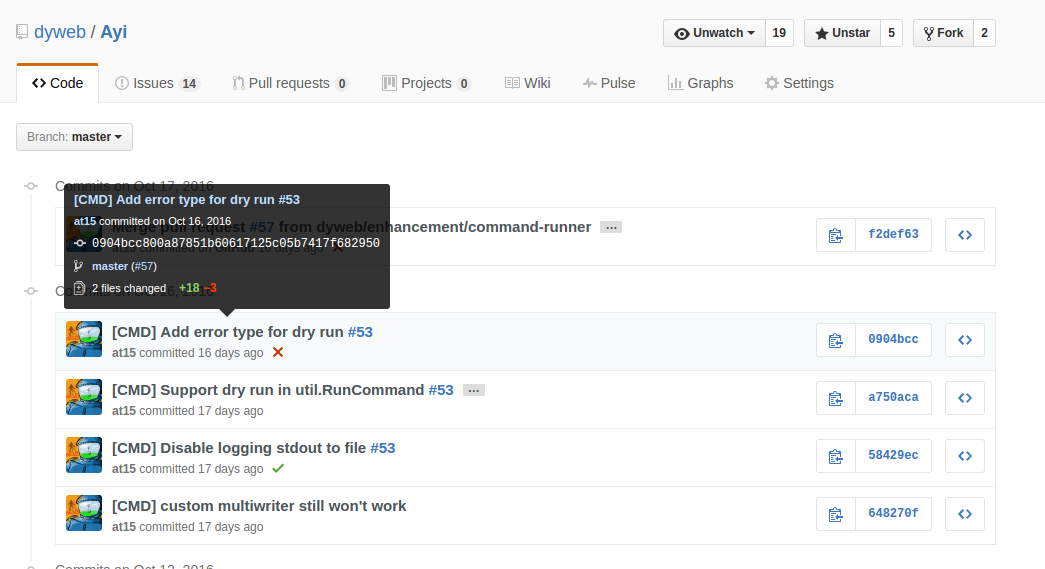 dyweb / Ayi
Unwatch 19 Unstar 5 Fork 2
Code Issues 14 Pull requests 0 Projects 0 Wiki Pulse Graphs Settings
Branch: master
Commits on Oct 17, 2016
[CMD] Add error type for dry run #53
at15 committed on Oct 16, 2016
0904bcc800a87851b60617125c05b7417f682950
master (#57)
2 files changed +18 −3
Merge pull request #57 from dyweb/enhancement/command-runner … f2def63
Commits on Oct 16, 2016
[CMD] Add error type for dry run #53 0904bcc
at15 committed 16 days ago
[CMD] Support dry run in util.RunCommand #53 … a750aca
at15 committed 17 days ago
[CMD] Disable logging stdout to file #53 58429ec
at15 committed 17 days ago
[CMD] custom multiwriter still won't work 648270f
at15 committed 17 days ago
Commits on Oct 12, 2016